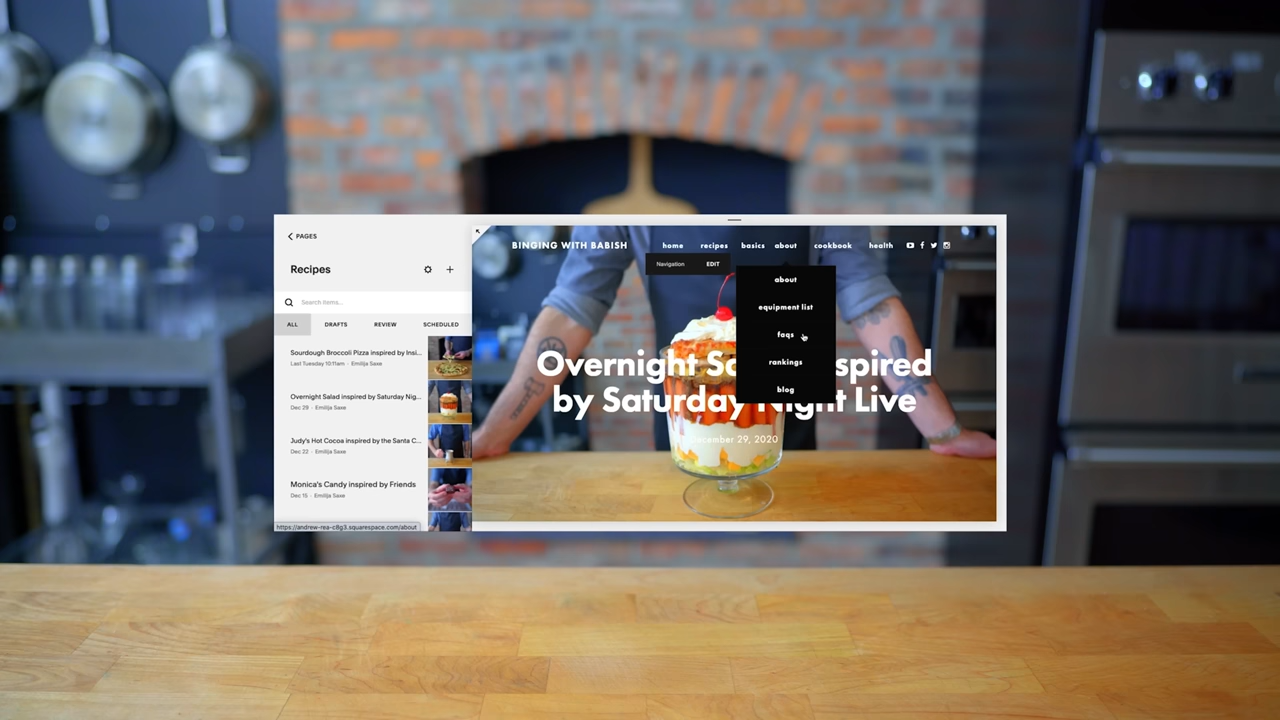 PAGES
Recipes
Search items...
ALL DRAFTS REVIEW SCHEDULED
Sourdough Broccoli Pizza inspired by Insi...
Last Tuesday 10:11am · Emilija Saxe
Overnight Salad inspired by Saturday Nig...
Dec 29 · Emilija Saxe
Judy's Hot Cocoa inspired by the Santa C...
Dec 22 · Emilija Saxe
Monica's Candy inspired by Friends
Dec 15 · Emilija Saxe
https://andrew-rea-c8g3.squarespace.com/about
BINGING WITH BABISH home recipes basics about cookbook health
Navigation EDIT
about
equipment list
faqs
rankings
blog
Overnight Sa spired
by Saturday Night Live
December 29, 2020